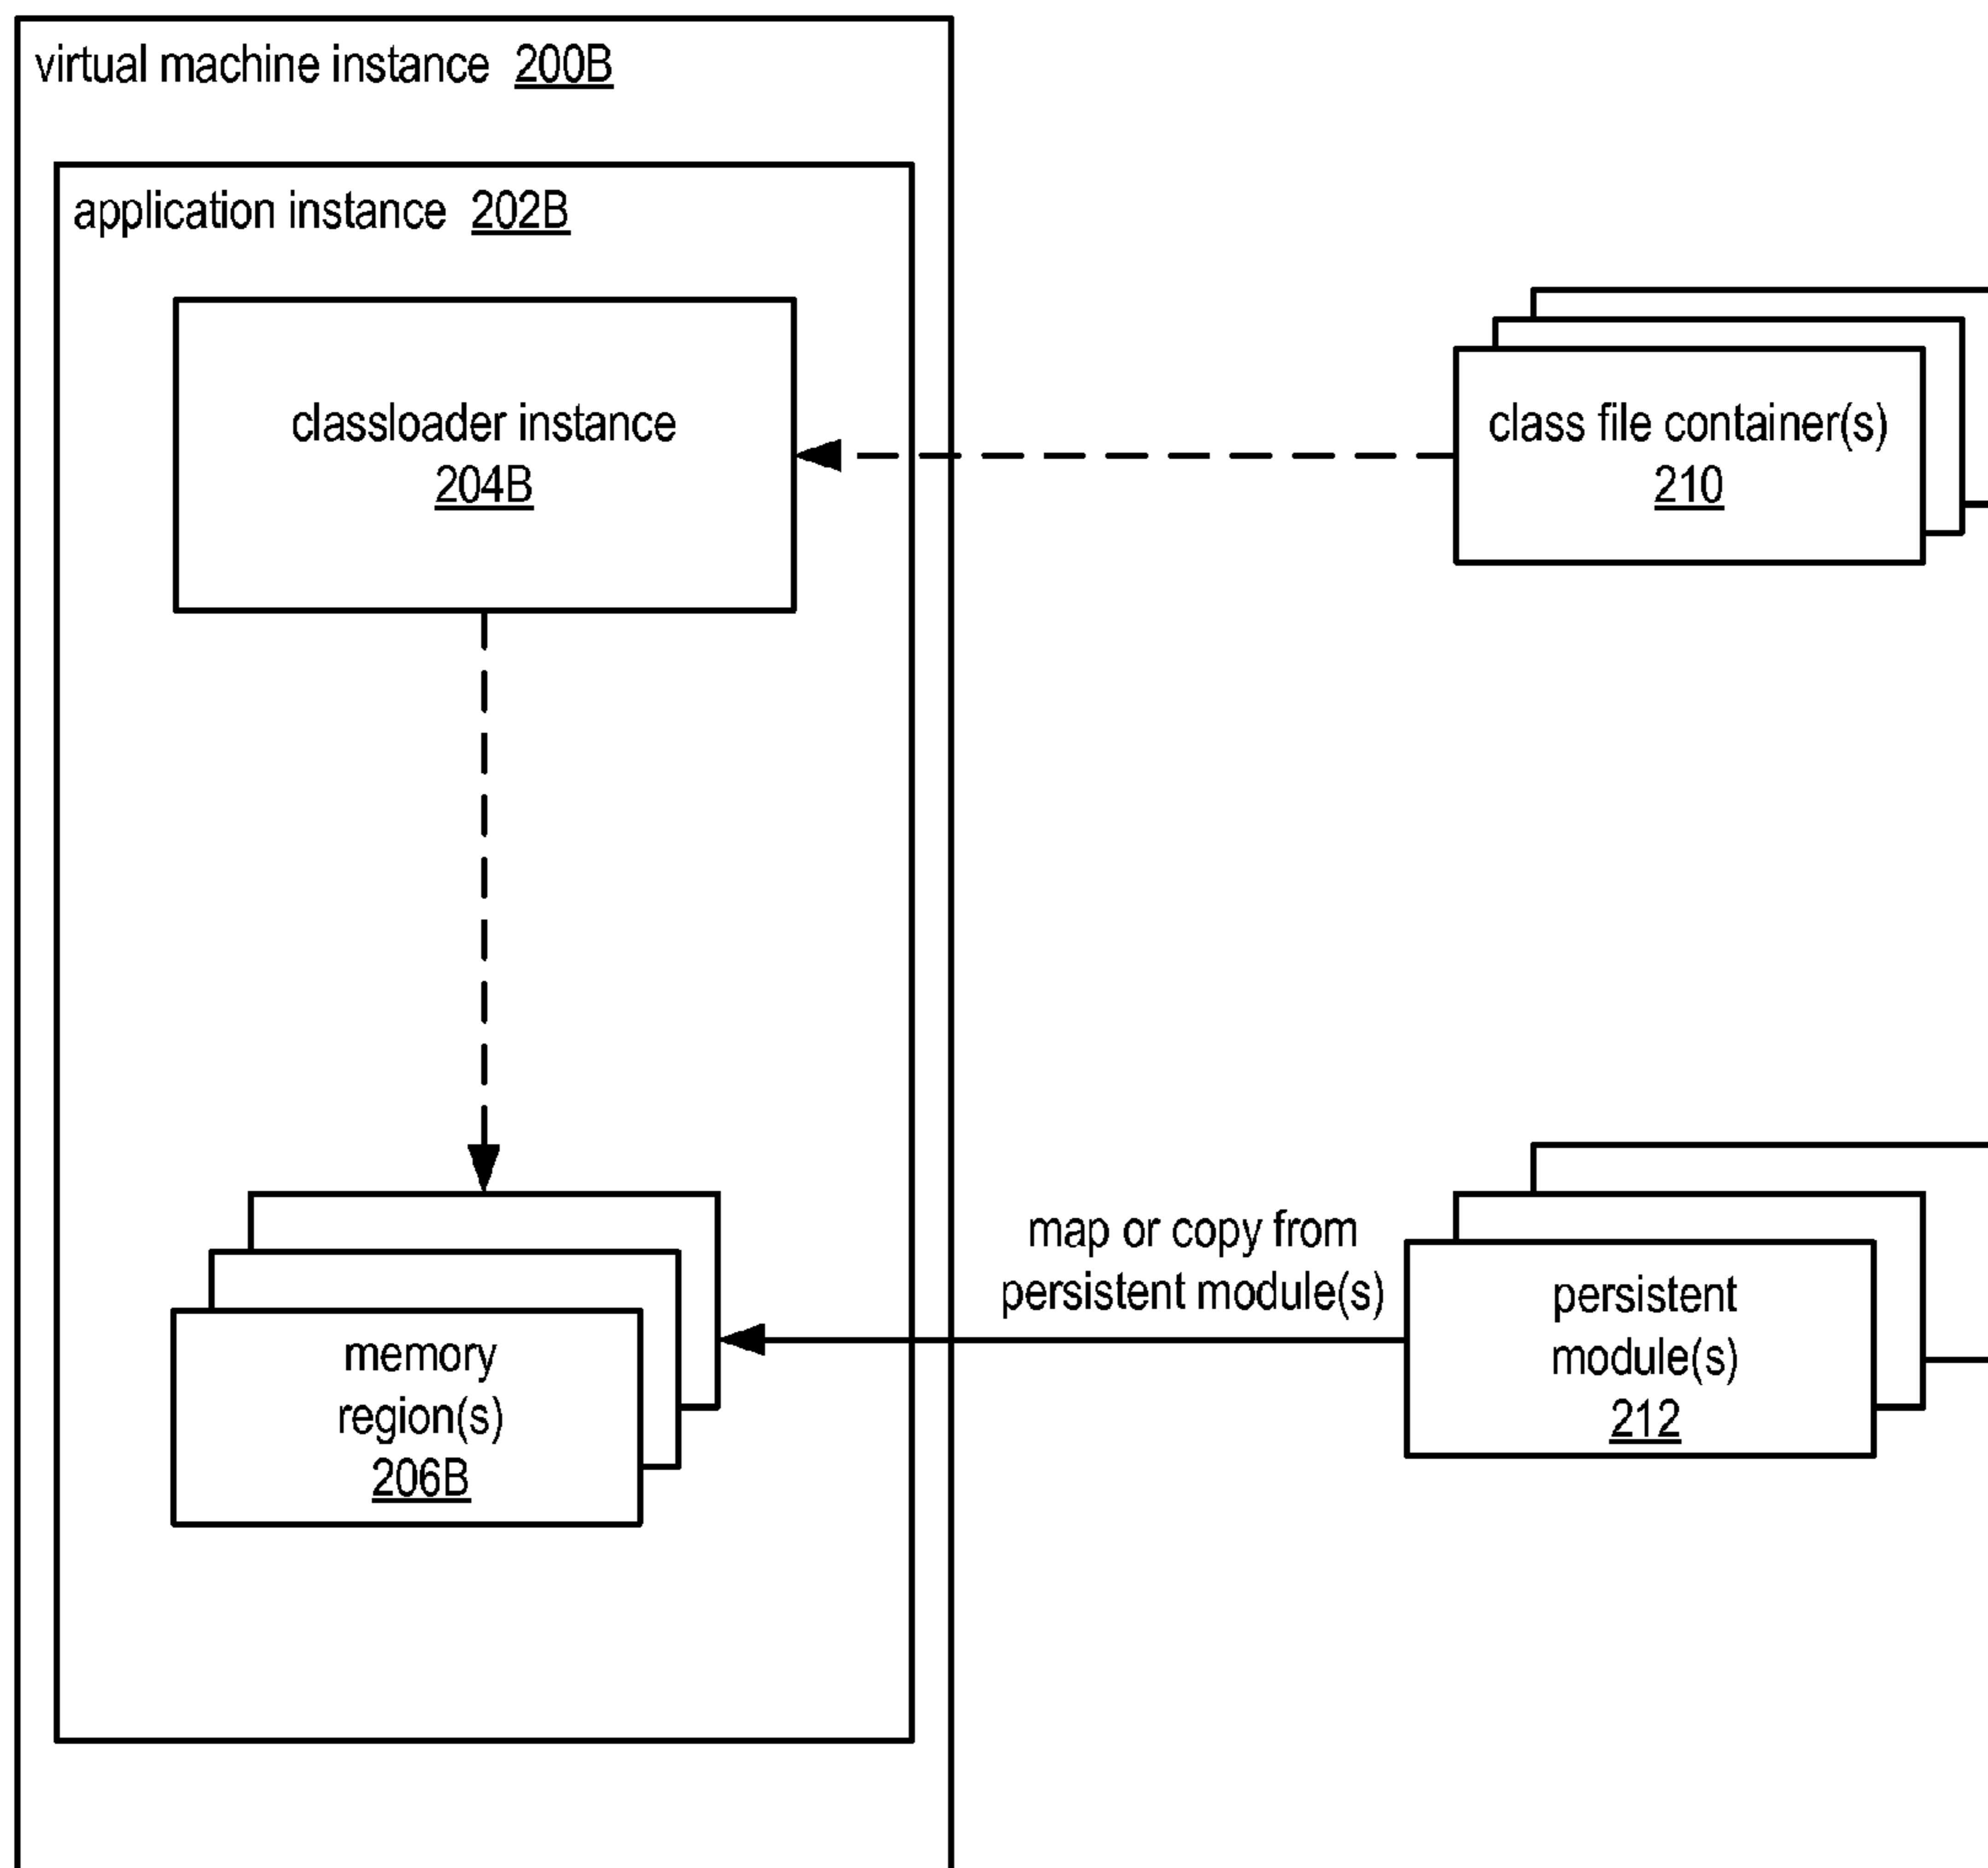 virtual machine instance 200B
application instance 202B
classloader instance
204B
class file container(s)
210
map or copy from
persistent module(s)
persistent
module(s)
212
memory
region(s)
206B